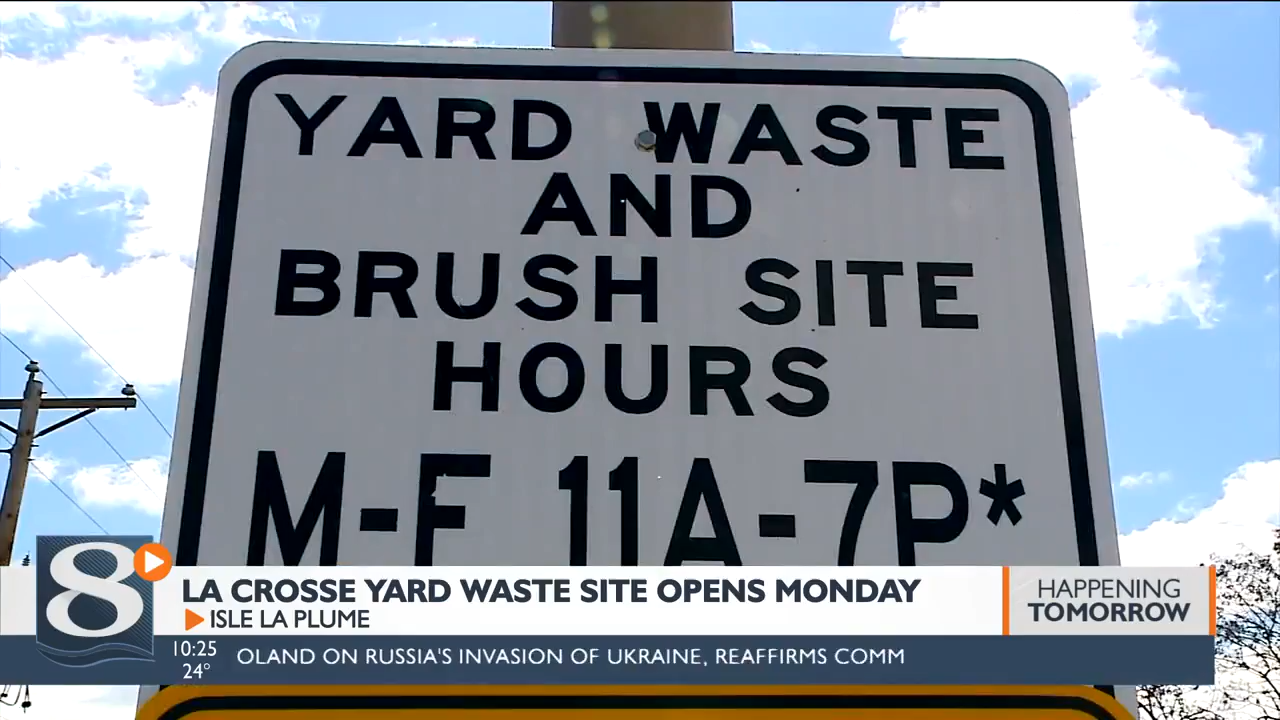 YARD WASTE
AND
BRUSH SITE
HOURS
M-F 11A-7P*
8
LA CROSSE YARD WASTE SITE OPENS MONDAY
ISLE LA PLUME
HAPPENING
TOMORROW
10:25
24°
OLAND ON RUSSIA'S INVASION OF UKRAINE, REAFFIRMS COMM